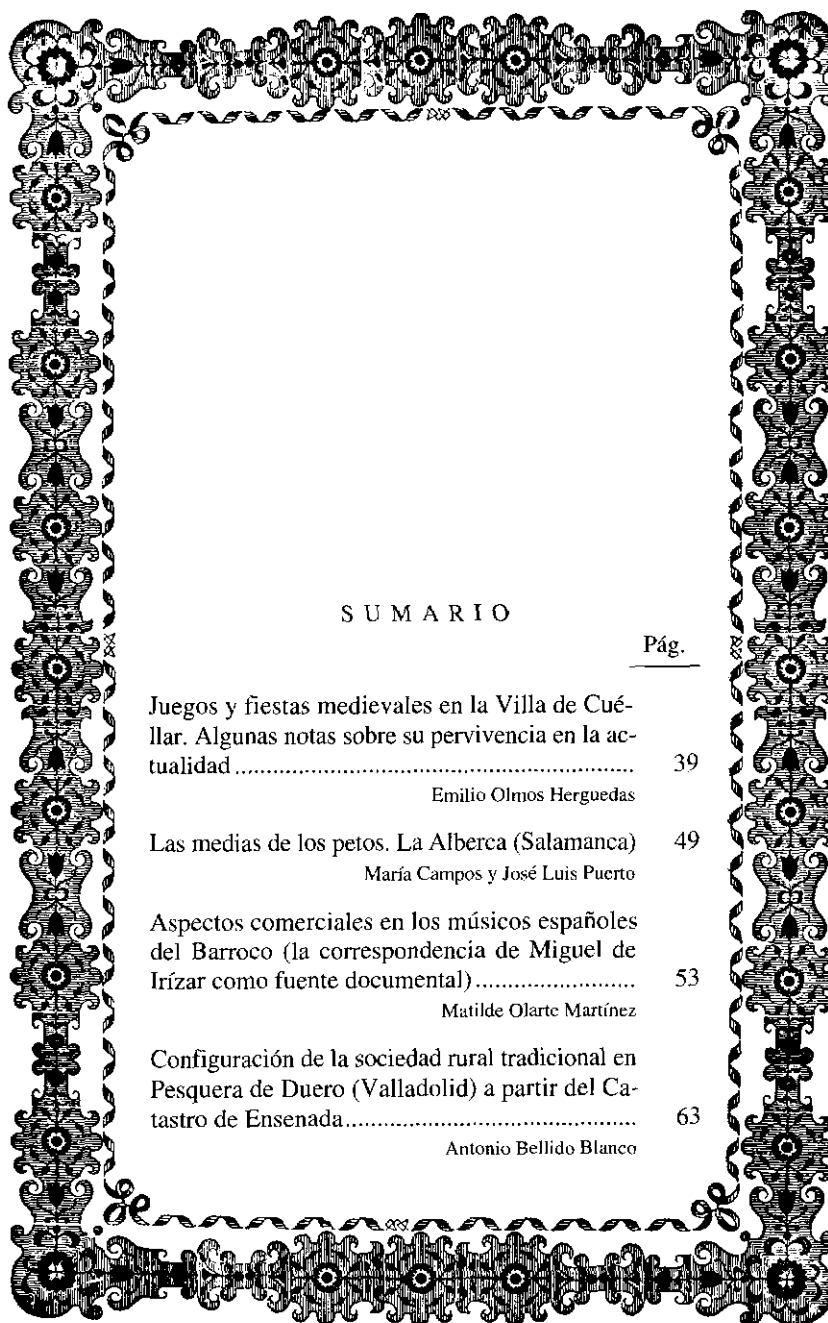 SUMARIO
Pág.
Juegos y fiestas medievales en la Villa de Cué-
llar. Algunas notas sobre su pervivencia en la ac-
tualidad ........................................................ 39
Emilio Olmos Herguedas
Las medias de los petos. La Alberca (Salamanca) 49
María Campos y José Luis Puerto
Aspectos comerciales en los músicos españoles
del Barroco (la correspondencia de Miguel de
Irízar como fuente documental) ........................ 53
Matilde Olarte Martínez
Configuración de la sociedad rural tradicional en
Pesquera de Duero (Valladolid) a partir del Ca-
tastro de Ensenada ........................................... 63
Antonio Bellido Blanco